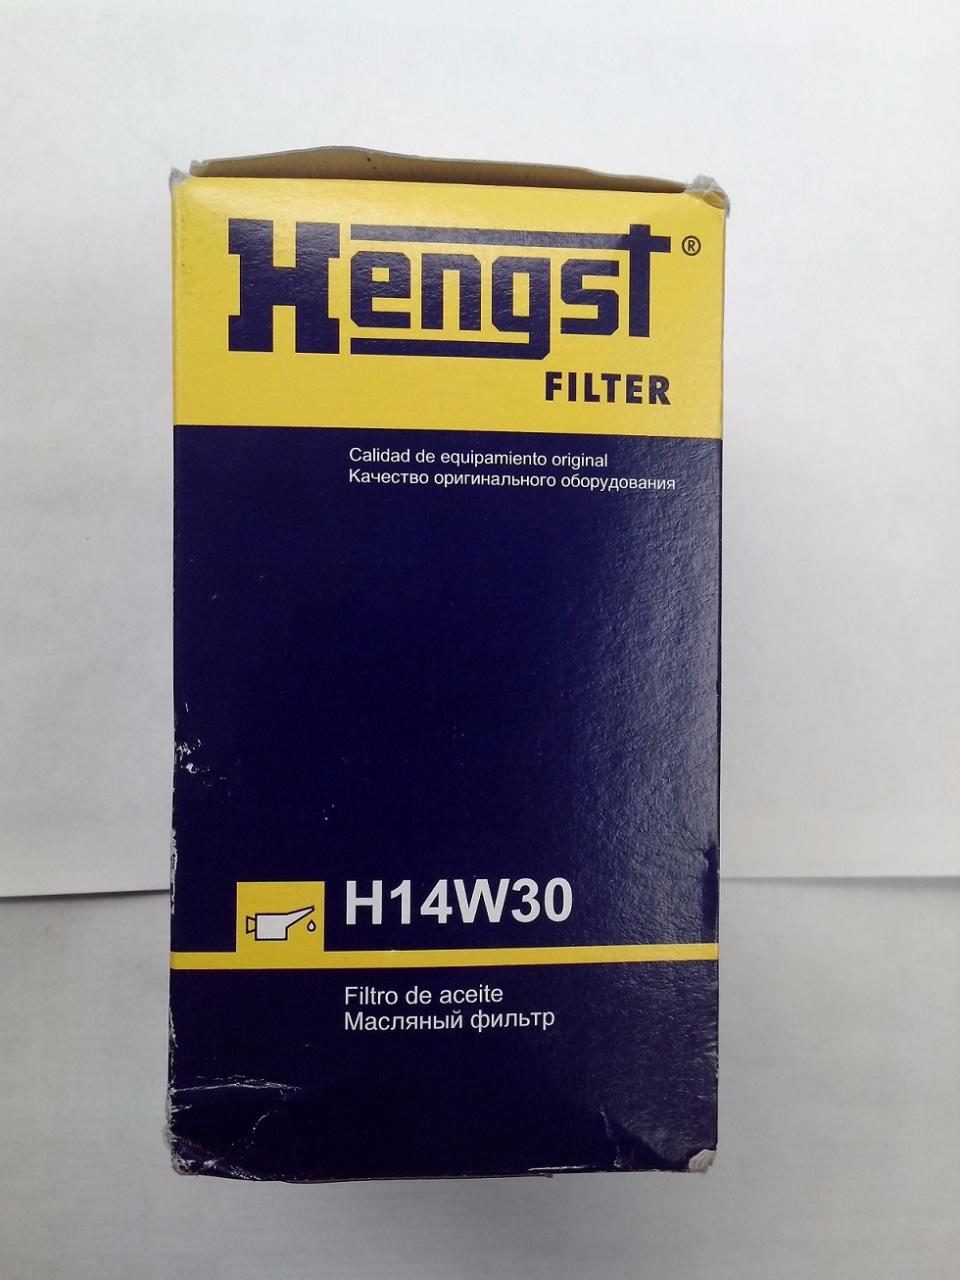 Hengst®
FILTER
Calidad de equipamiento original
Качество оригинального оборудования
H14W30
Filtro de aceite
Масляный фильтр